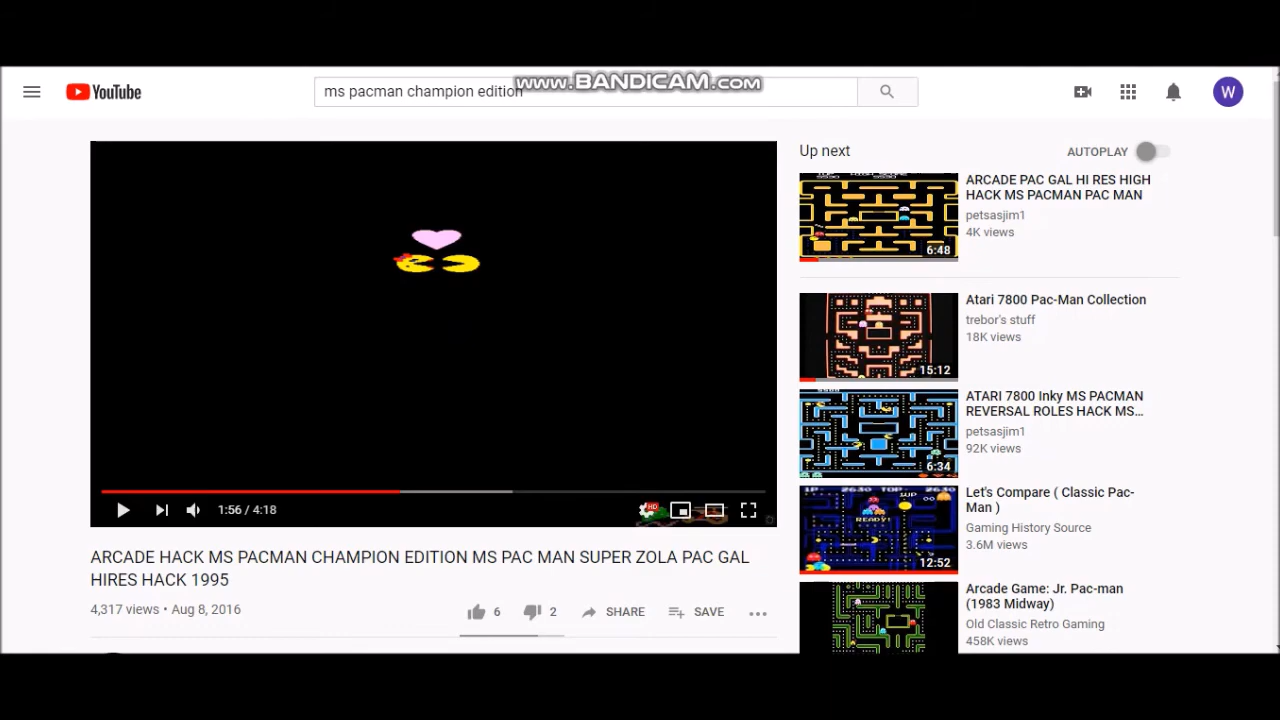 www.BANDICAM.com
YouTube
ms pacman champion edition
W
Up next
AUTOPLAY
ARCADE PAC GAL HI RES HIGH
HACK MS PACMAN PAC MAN
petsasjim1
4K views
6:48
Atari 7800 Pac-Man Collection
trebor's stuff
18K views
15:12
ATARI 7800 Inky MS PACMAN
REVERSAL ROLES HACK MS...
petsasjim1
92K views
6:34
Let's Compare ( Classic Pac-
Man )
Gaming History Source
3.6M views
READY!
12:52
Arcade Game: Jr. Pac-man
(1983 Midway)
Old Classic Retro Gaming
458K views
1:56 / 4:18
HD
ARCADE HACK MS PACMAN CHAMPION EDITION MS PAC MAN SUPER ZOLA PAC GAL
HIRES HACK 1995
4,317 views • Aug 8, 2016
6
2
SHARE
SAVE